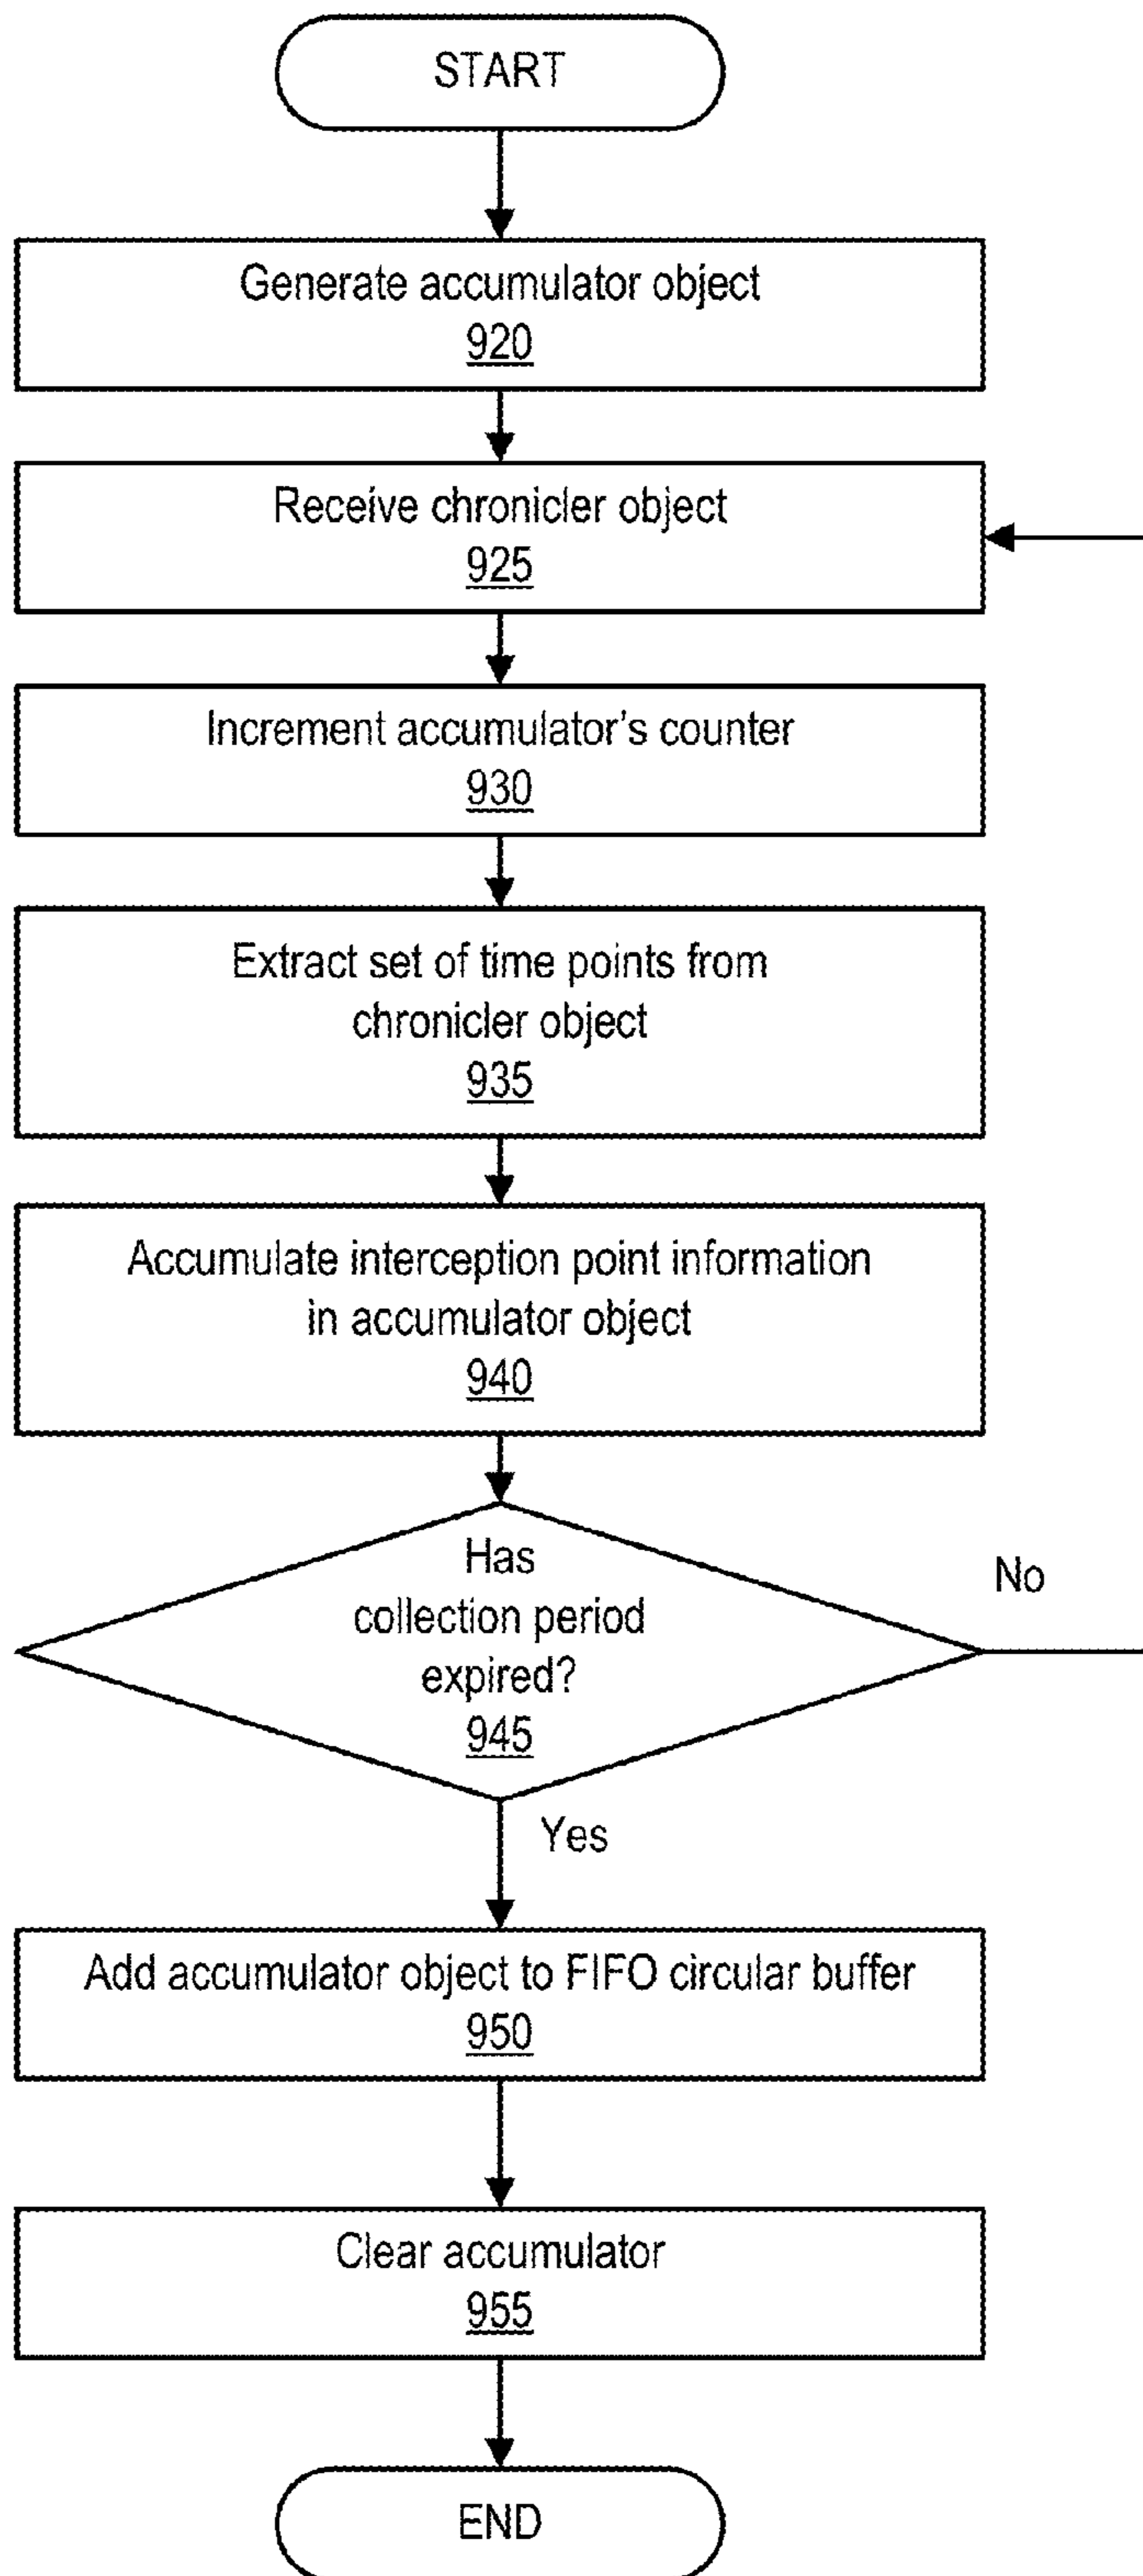 START
Generate accumulator object
920
Receive chronicler object
925
Increment accumulator's counter
930
Extract set of time points from
chronicler object
935
Accumulate interception point information
in accumulator object
940
Has
collection period
expired?
945
No
Yes
Add accumulator object to FIFO circular buffer
950
Clear accumulator
955
END